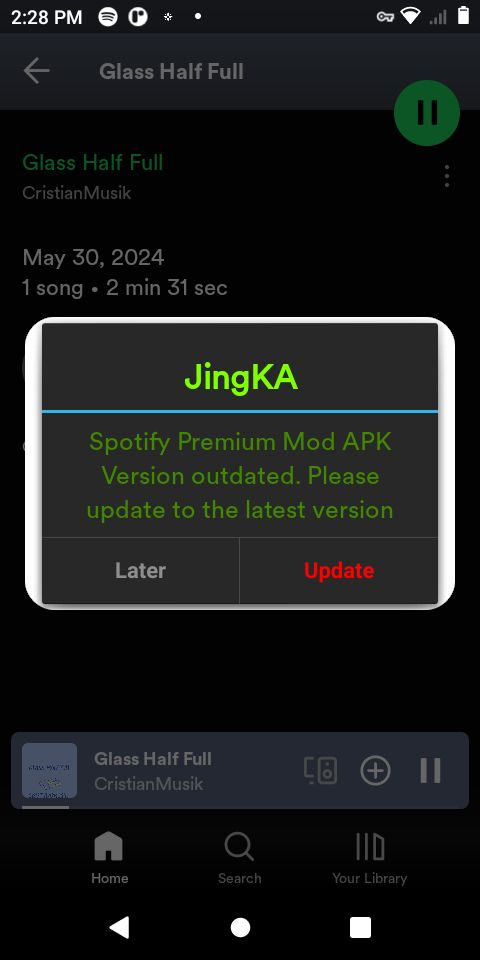 2:28 PM
Glass Half Full
Glass Half Full
CristianMusik
May 30, 2024
1 song • 2 min 31 sec
JingKA
Spotify Premium Mod APK
Version outdated. Please
update to the latest version
Later
Update
Glass Half Full
CristianMusik
Home
Search
Your Library